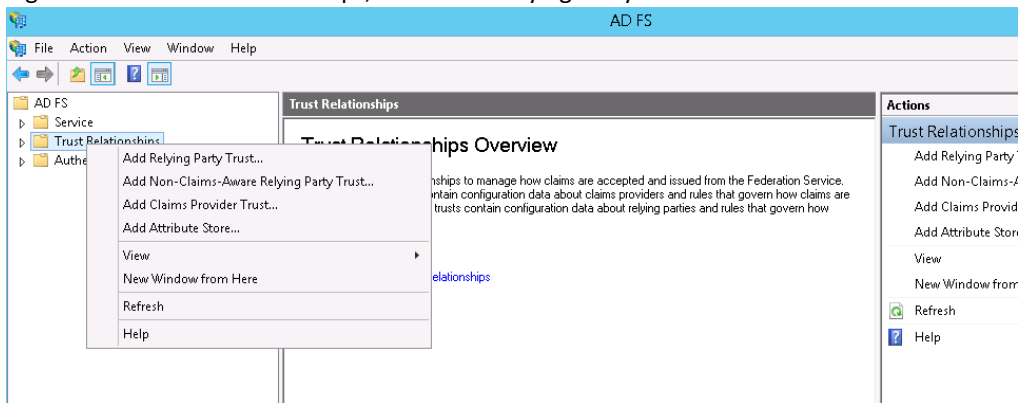 AD FS
File Action View Window Help
AD FS
Service
Trust Relationships
Authe
Add Relying Party Trust...
Add Non-Claims-Aware Relying Party Trust...
Add Claims Provider Trust...
Add Attribute Store...
View
New Window from Here
Refresh
Help
Trust Relationships
Trust Relationships Overview
nships to manage how claims are accepted and issued from the Federation Service.
ntain configuration data about claims providers and rules that govern how claims are
trusts contain configuration data about relying parties and rules that govern how
elationships
Actions
Trust Relationships
Add Relying Party
Add Non-Claims-A
Add Claims Provid
Add Attribute Stor
View
New Window from
Refresh
Help